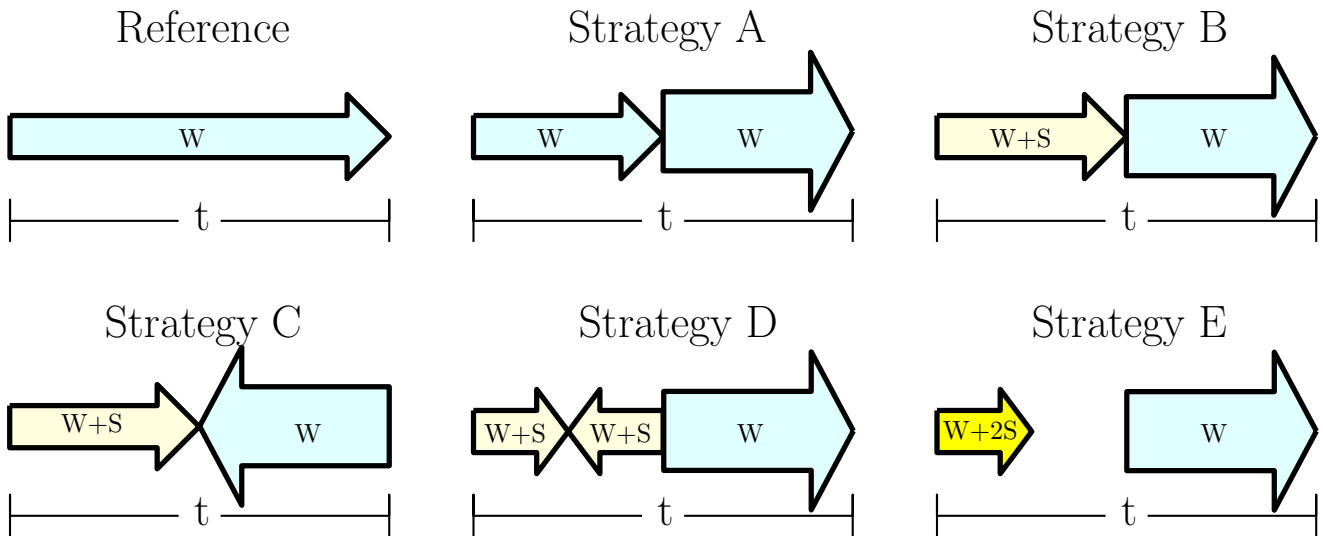 Reference
Strategy A
Strategy B
W
W
W
W+S
W
t
t
t
Strategy C
Strategy D
Strategy E
W+S
W
W+S
W+S
W
W+2S
W
t
t
t